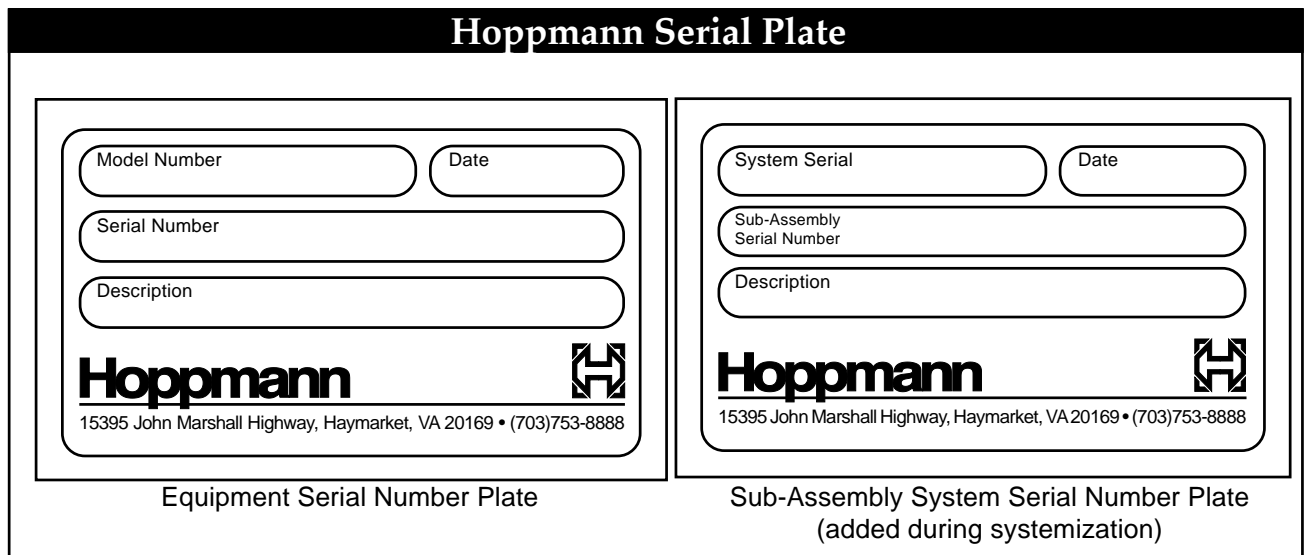 Hoppmann Serial Plate
Model Number
Date
Serial Number
Description
Hoppmann
15395 John Marshall Highway, Haymarket, VA 20169 • (703)753-8888
Equipment Serial Number Plate
System Serial
Date
Sub-Assembly
Serial Number
Description
Hoppmann
15395 John Marshall Highway, Haymarket, VA 20169 • (703)753-8888
Sub-Assembly System Serial Number Plate
(added during systemization)